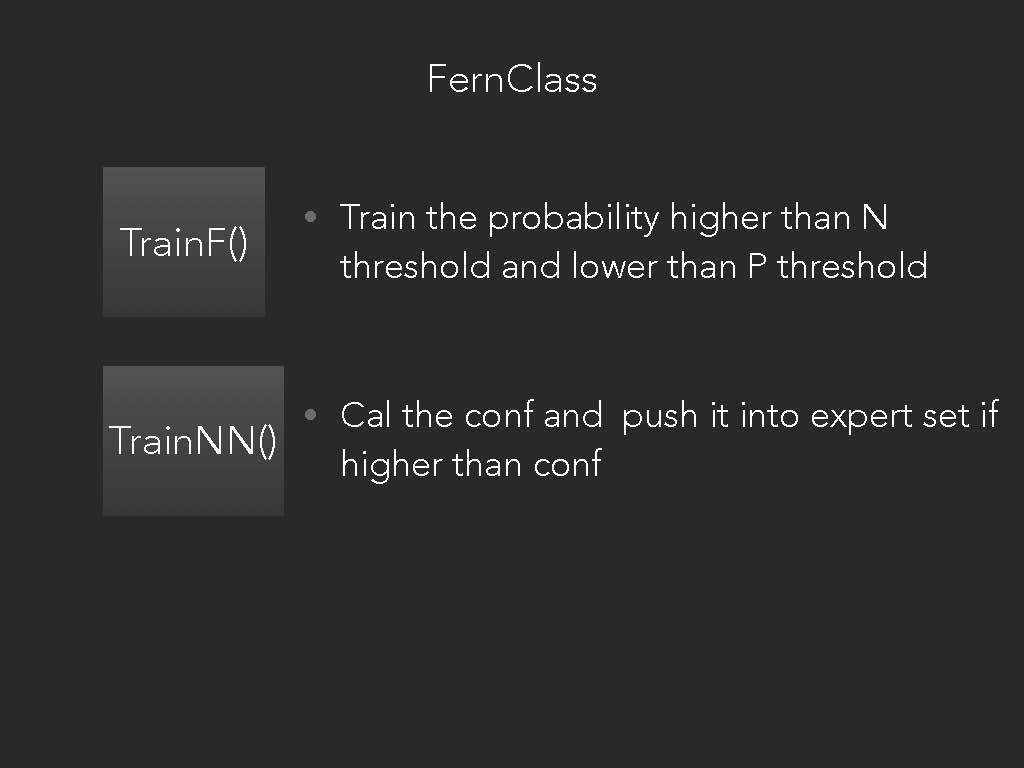 FernClass
TrainF()
• Train the probability higher than N
threshold and lower than P threshold
TrainNN()
• Cal the conf and  push it into expert set if
higher than conf